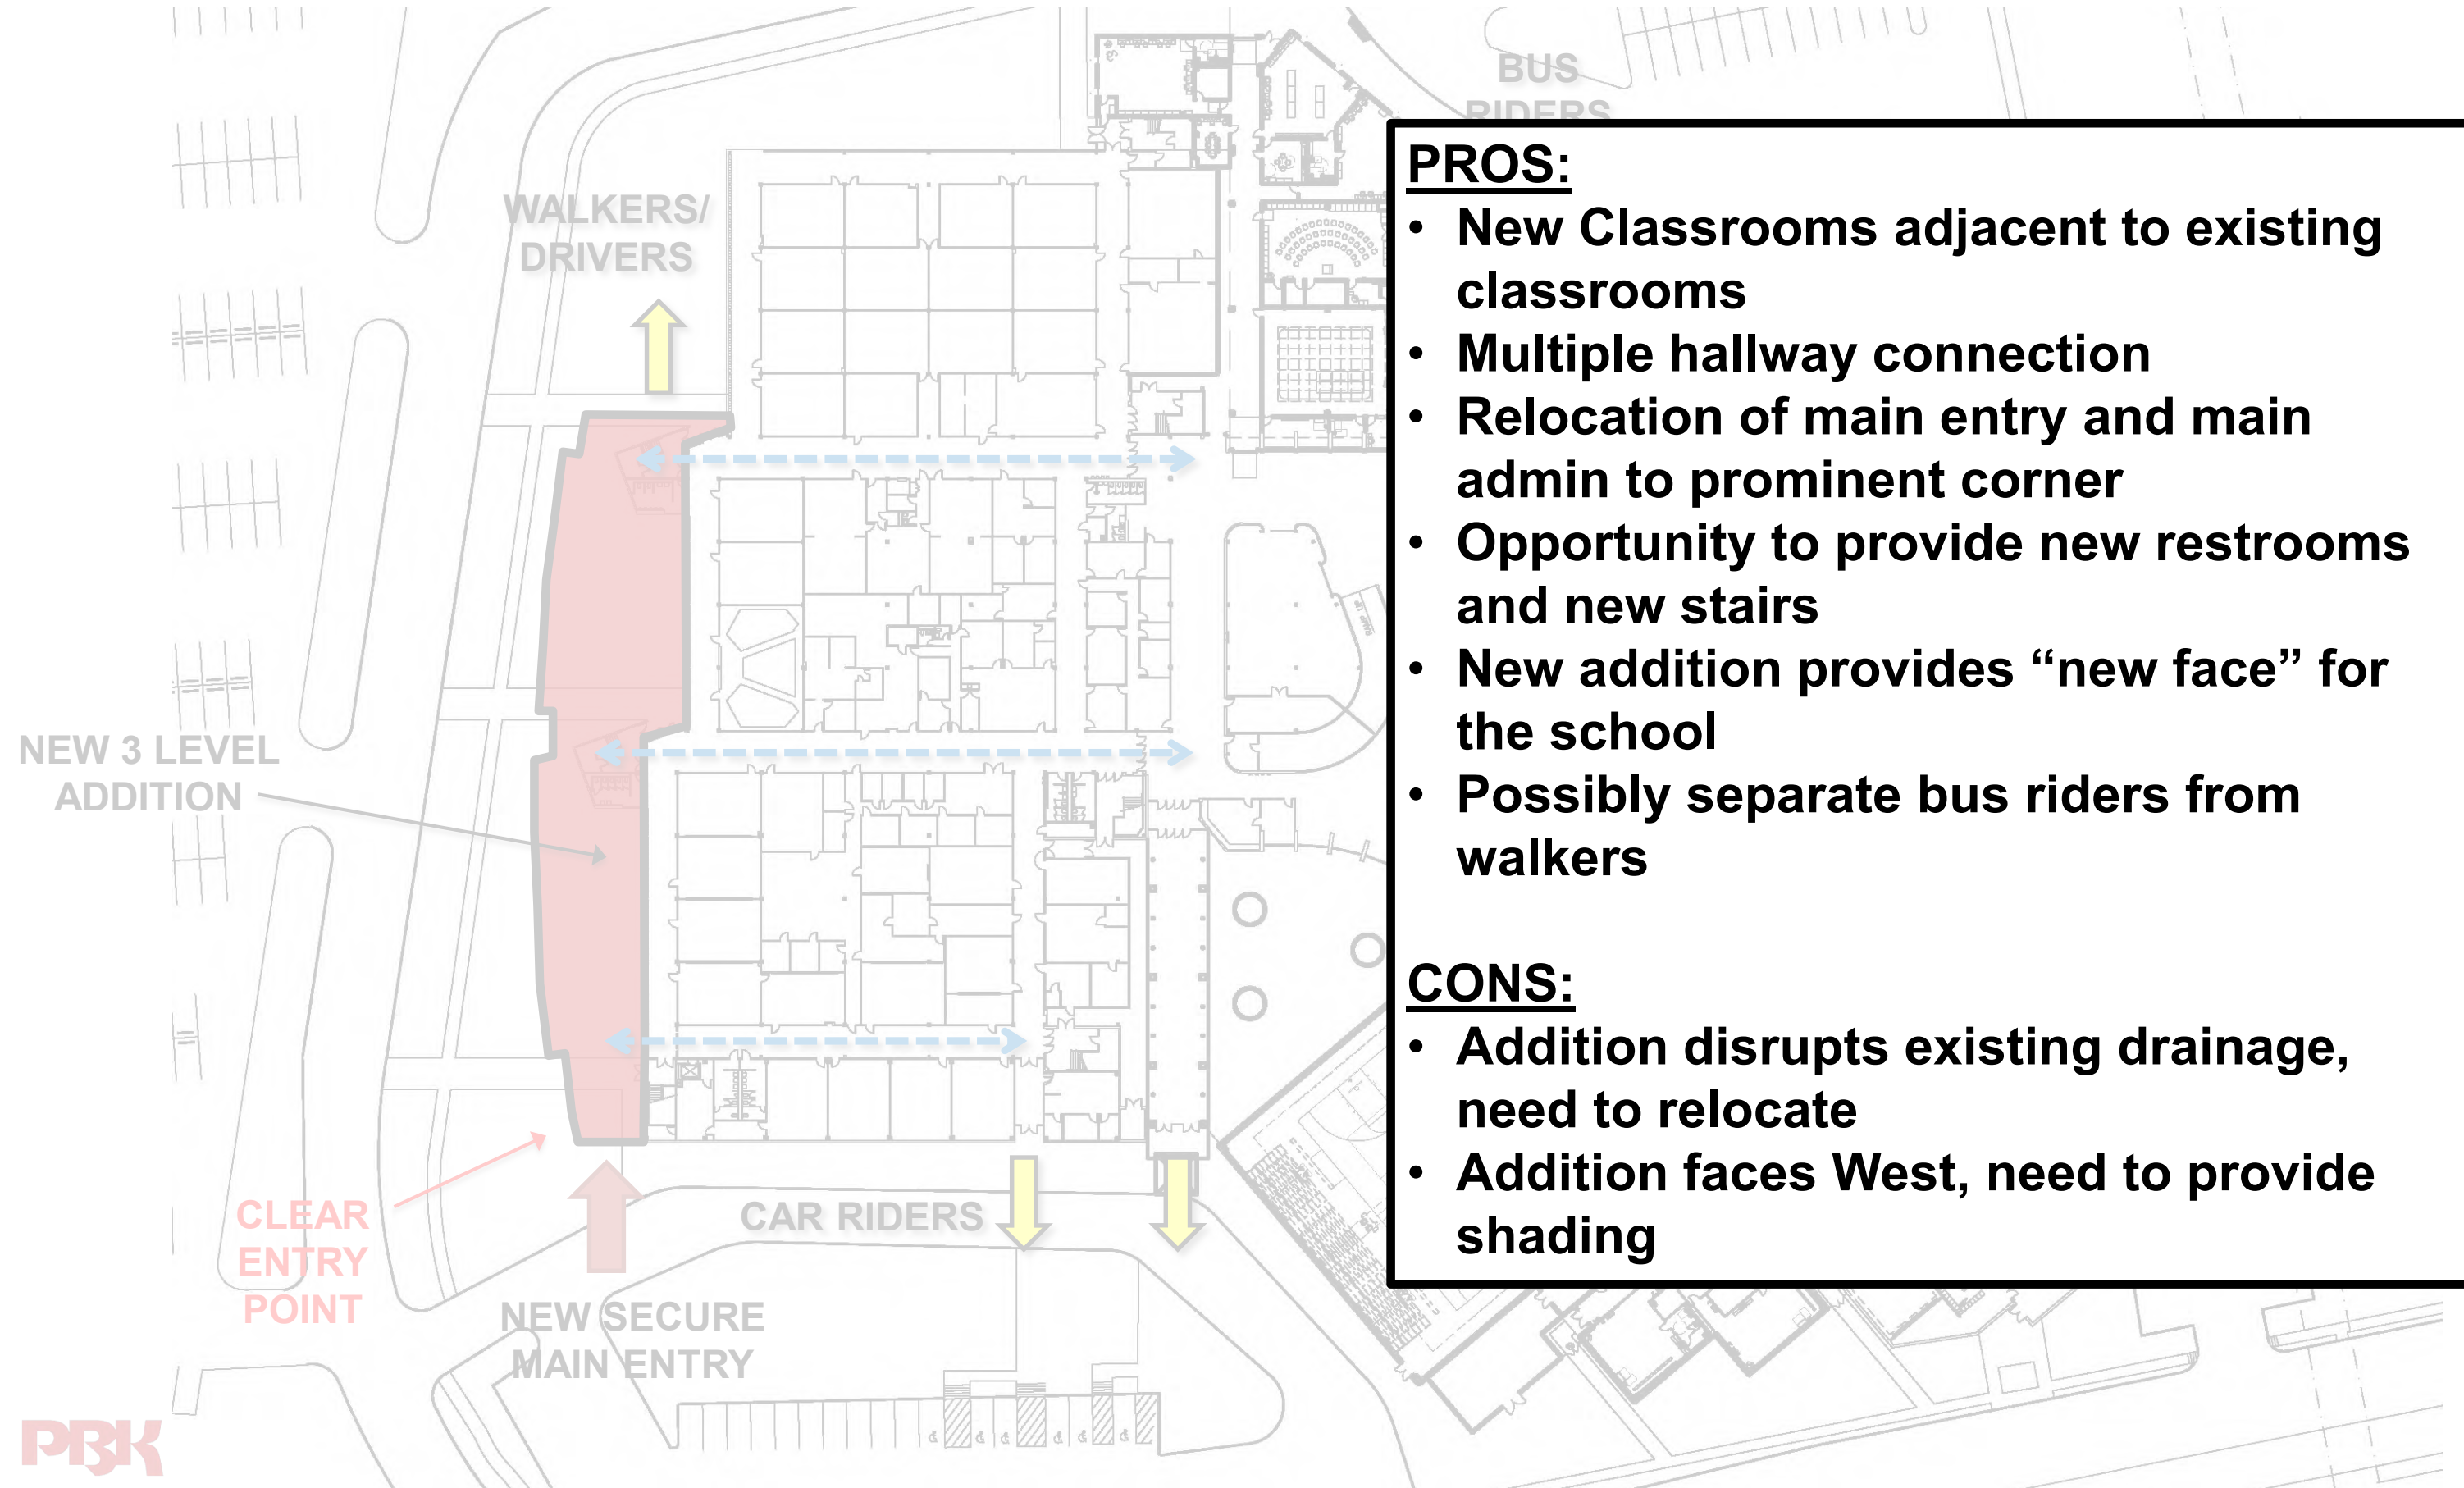 BUS
RIDERS
WALKERS/
DRIVERS
NEW 3 LEVEL
ADDITION
CLEAR
ENTRY
POINT
NEW SECURE
MAIN ENTRY
CAR RIDERS
PBK
PROS:
• New Classrooms adjacent to existing
classrooms
• Multiple hallway connection
• Relocation of main entry and main
admin to prominent corner
• Opportunity to provide new restrooms
and new stairs
• New addition provides “new face” for
the school
• Possibly separate bus riders from
walkers
CONS:
• Addition disrupts existing drainage,
need to relocate
• Addition faces West, need to provide
shading